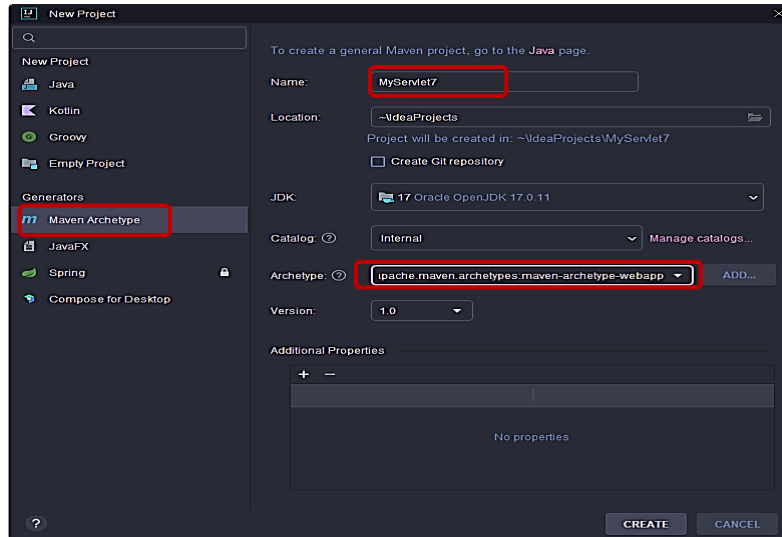 New Project
New Project
Java
Kotlin
Groovy
Empty Project
Generators
Maven Archetype
JavaFX
Spring
Compose for Desktop
To create a general Maven project, go to the Java page.
Name: MyServlet7
Location: ~\IdeaProjects
Project will be created in: ~\IdeaProjects\MyServlet7
Create Git repository
JDK: 17 Oracle OpenJDK 17.0.11
Catalog: ? Internal Manage catalogs...
Archetype: ? apache.maven.archetypes:maven-archetype-webapp ADD...
Version: 1.0
Additional Properties
+ −
No properties
? CREATE CANCEL